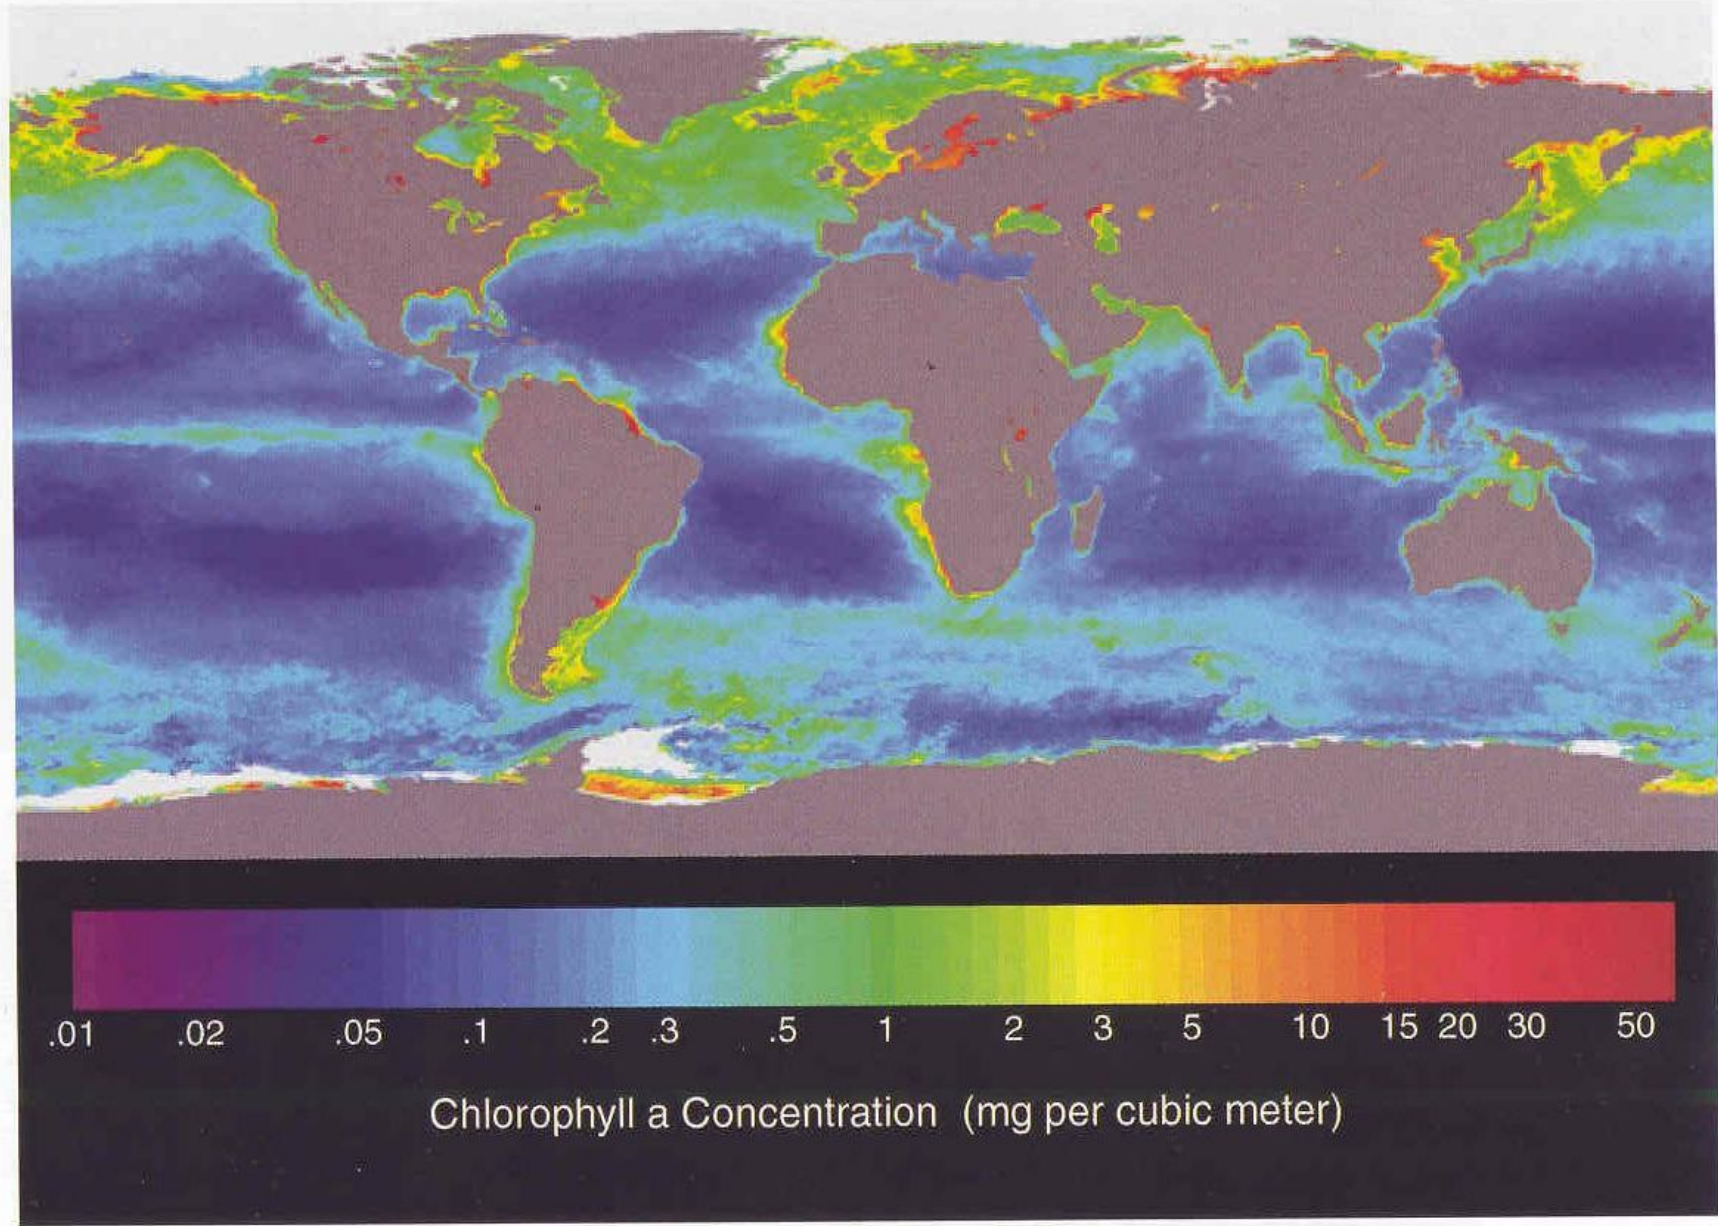 .01 .02 .05 .1 .2 .3 .5 1 2 3 5 10 15 20 30 50
Chlorophyll a Concentration (mg per cubic meter)